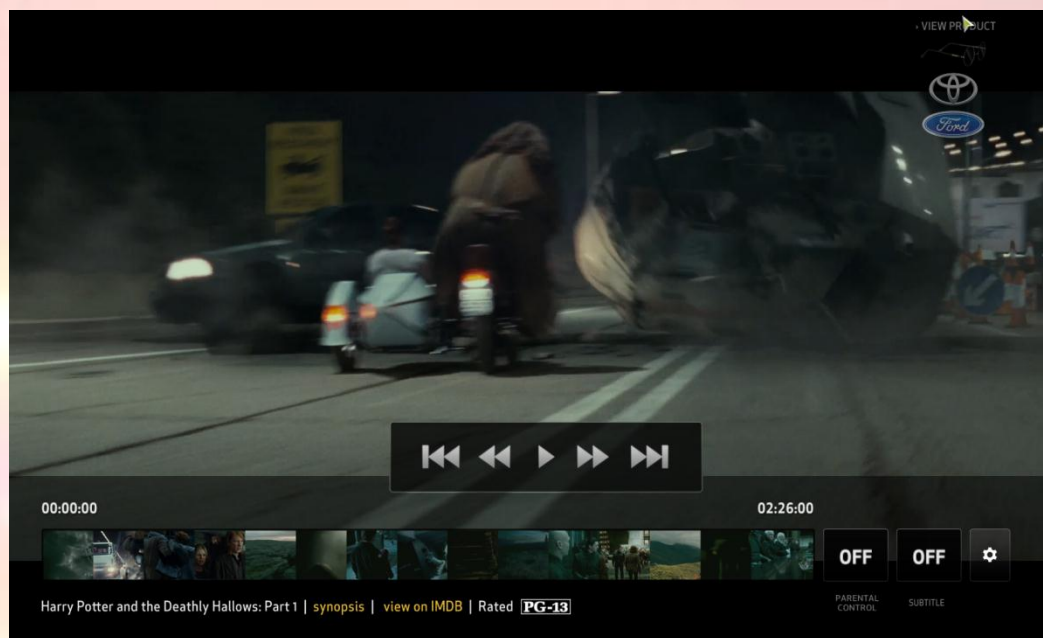 ‹ VIEW PRODUCT
Ford
00:00:00
02:26:00
OFF
OFF
Harry Potter and the Deathly Hallows: Part 1 | synopsis | view on IMDB | Rated PG-13
PARENTAL
CONTROL
SUBTITLE